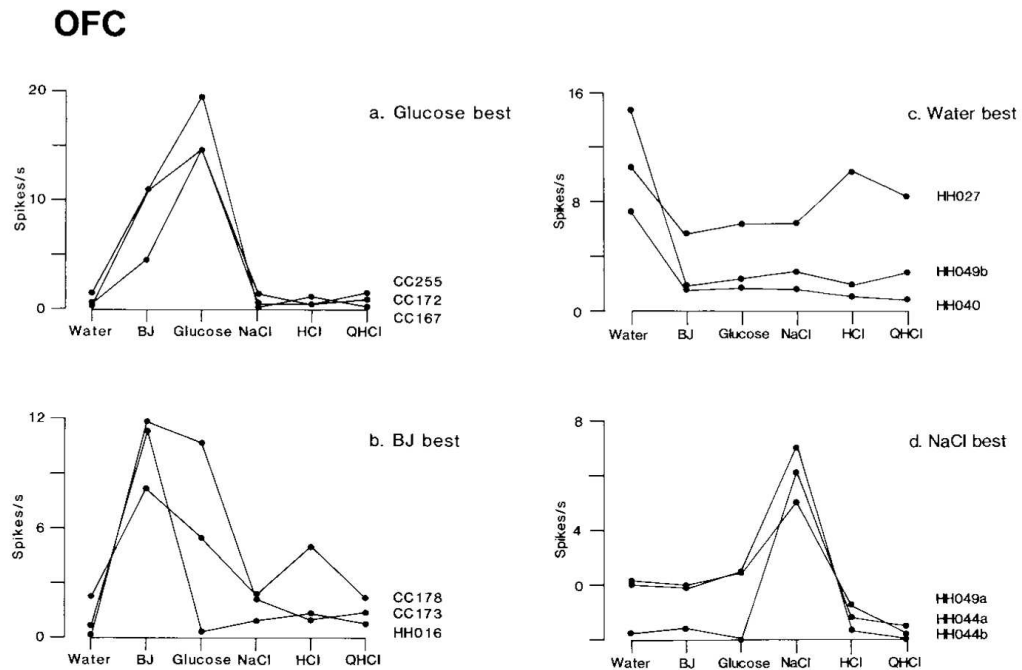 OFC
a. Glucose best
Spikes/s
20
10
0
CC255
CC172
CC167
Water BJ Glucose NaCl HCl QHCl
c. Water best
Spikes/s
16
8
0
HH027
HH049b
HH040
Water BJ Glucose NaCl HCl QHCl
b. BJ best
Spikes/s
12
6
0
CC178
CC173
HH016
Water BJ Glucose NaCl HCl QHCl
d. NaCl best
Spikes/s
8
4
0
HH049a
HH044a
HH044b
Water BJ Glucose NaCl HCl QHCl